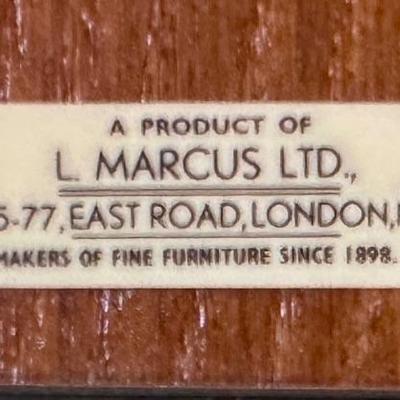 A PRODUCT OF
L. MARCUS LTD.,
5-77, EAST ROAD, LONDON,
MAKERS OF FINE FURNITURE SINCE 1898.